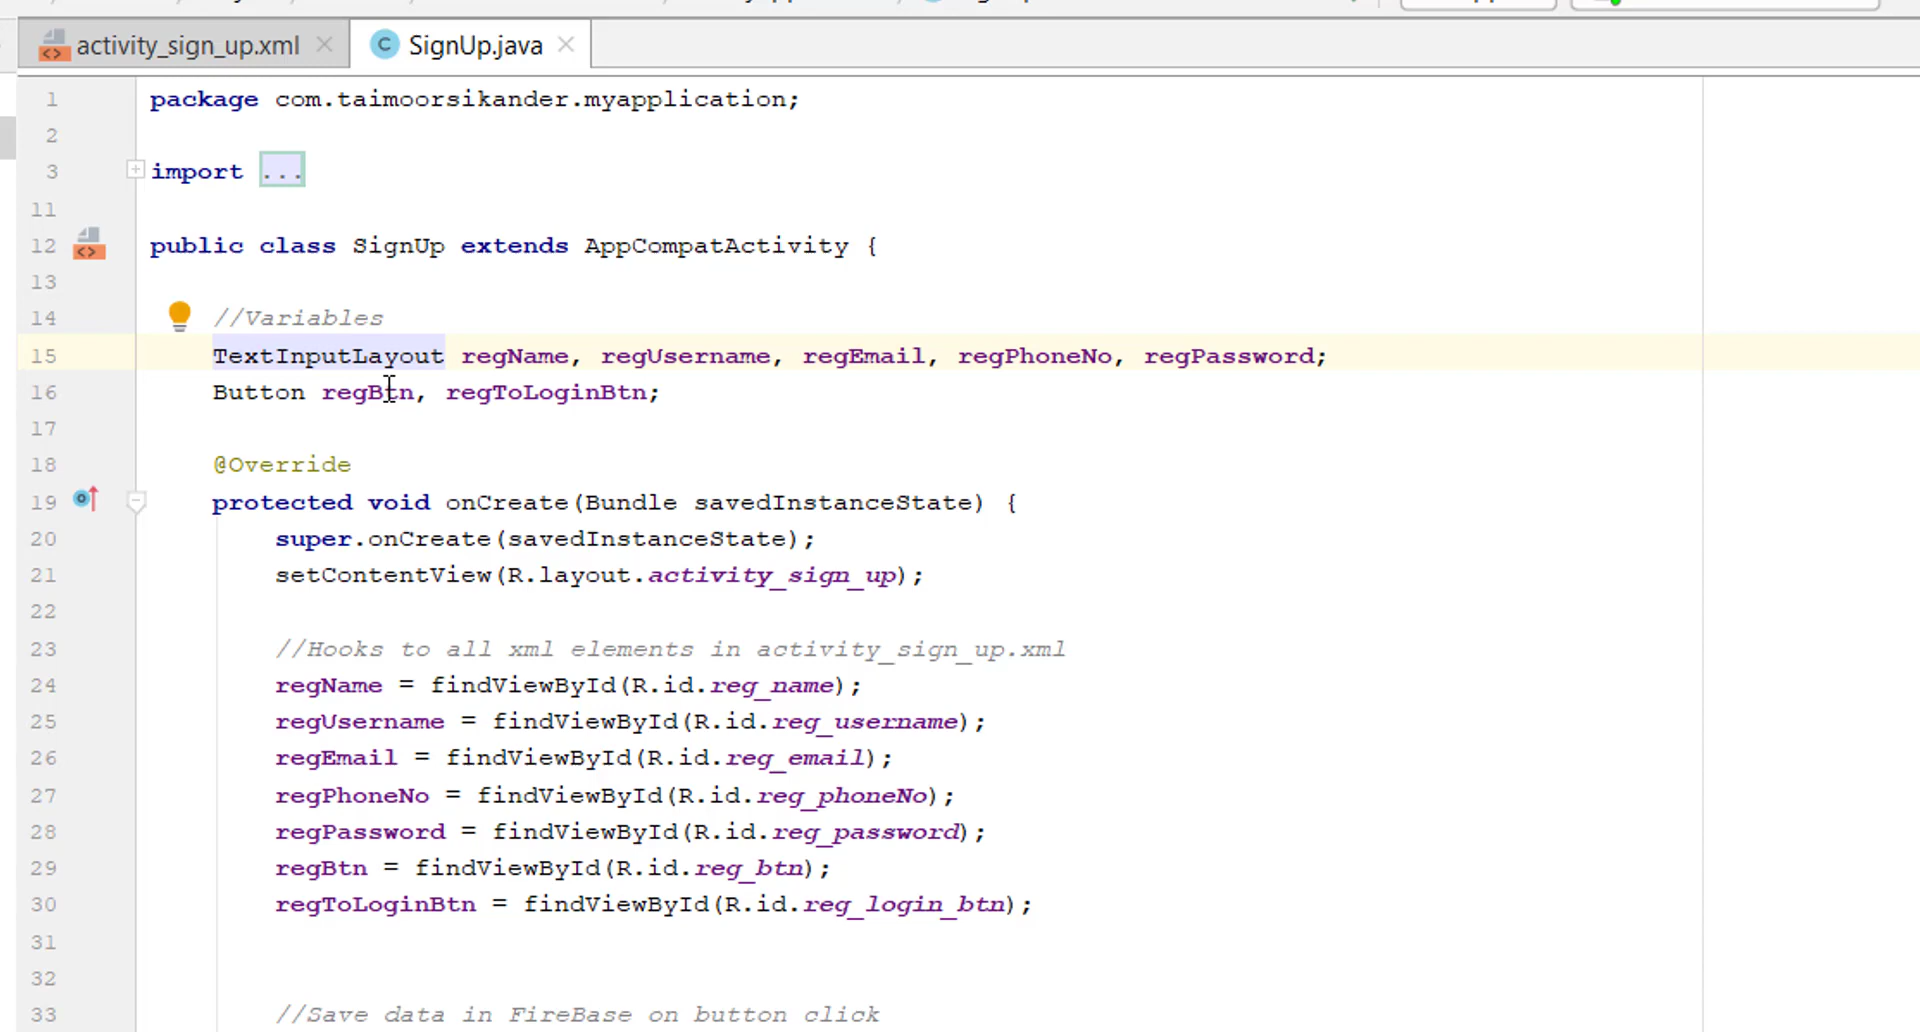 activity_sign_up.xml SignUp.java
1 package com.taimoorsikander.myapplication;
2
3 import ...
11
12 public class SignUp extends AppCompatActivity {
13
14 //Variables
15 TextInputLayout regName, regUsername, regEmail, regPhoneNo, regPassword;
16 Button regBtn, regToLoginBtn;
17
18 @Override
19 protected void onCreate(Bundle savedInstanceState) {
20 super.onCreate(savedInstanceState);
21 setContentView(R.layout.activity_sign_up);
22
23 //Hooks to all xml elements in activity_sign_up.xml
24 regName = findViewById(R.id.reg_name);
25 regUsername = findViewById(R.id.reg_username);
26 regEmail = findViewById(R.id.reg_email);
27 regPhoneNo = findViewById(R.id.reg_phoneNo);
28 regPassword = findViewById(R.id.reg_password);
29 regBtn = findViewById(R.id.reg_btn);
30 regToLoginBtn = findViewById(R.id.reg_login_btn);
31
32
33 //Save data in FireBase on button click